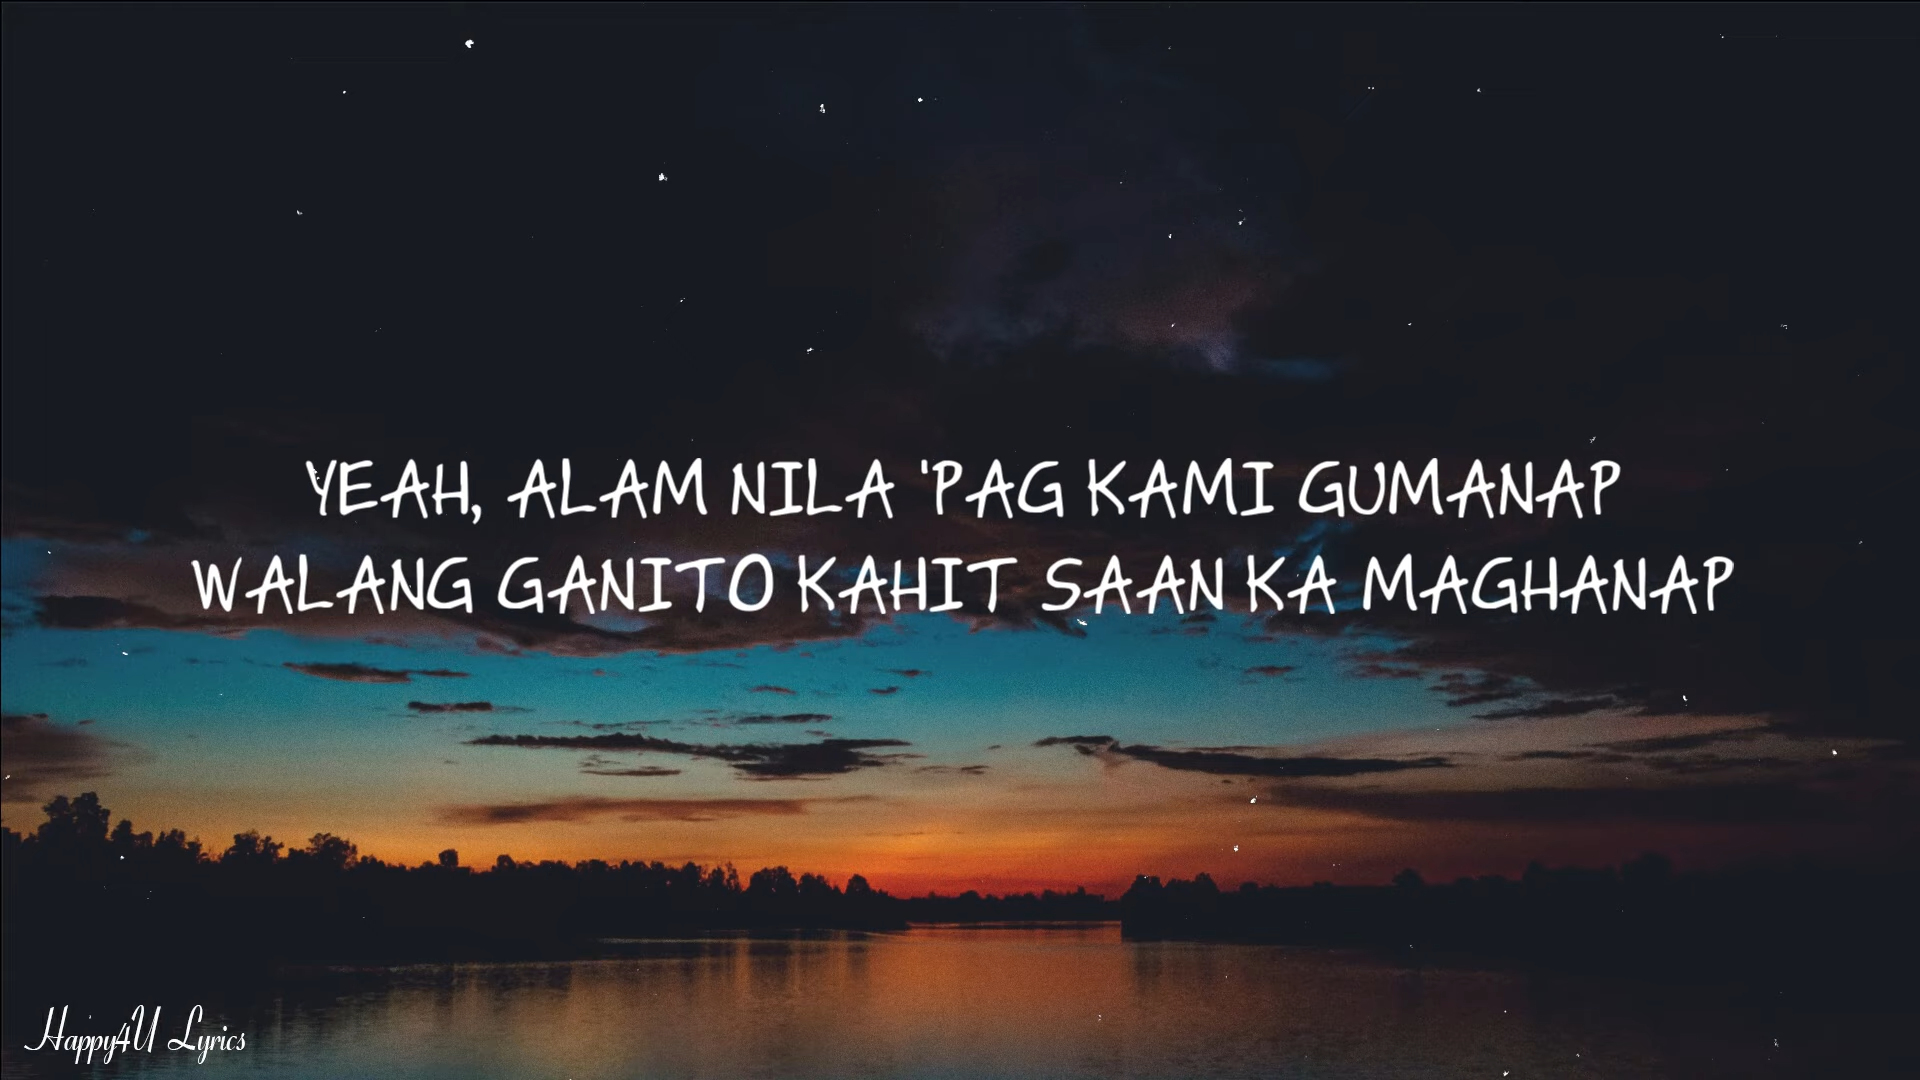 YEAH, ALAM NILA 'PAG KAMI GUMANAP
WALANG GANITO KAHIT SAAN KA MAGHANAP
Happy4U Lyrics